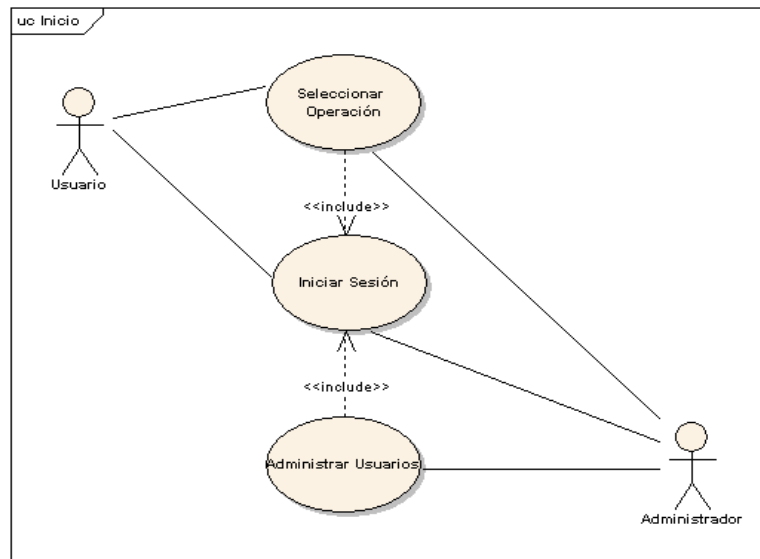 uc Inicio
Seleccionar
Operación
Usuario
<<include>>
Iniciar Sesión
<<include>>
Administrar Usuarios
Administrador